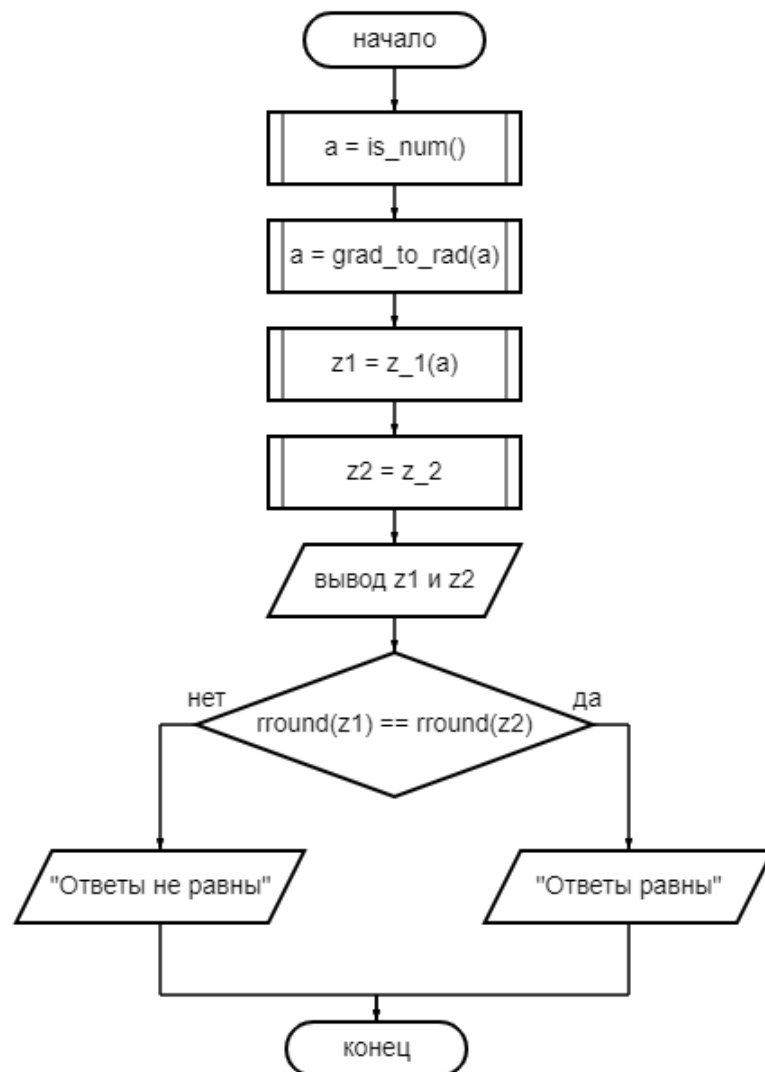 начало
a = is_num()
a = grad_to_rad(a)
z1 = z_1(a)
z2 = z_2
вывод z1 и z2
нет
да
rround(z1) == rround(z2)
"Ответы не равны"
"Ответы равны"
конец